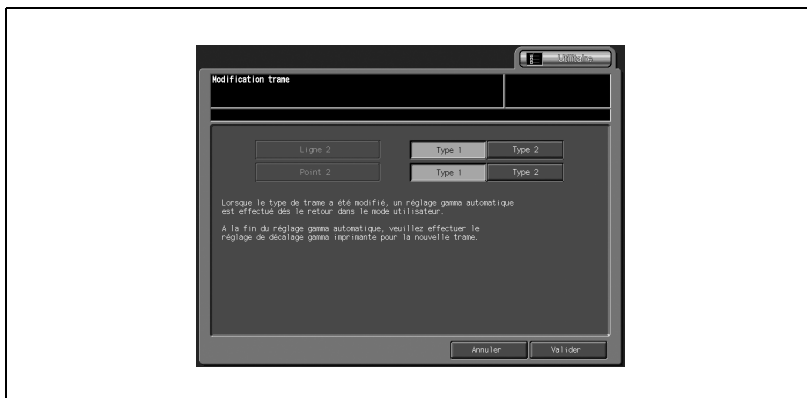 Utilitaire
Modification trame
Ligne 2 Type 1 Type 2
Point 2 Type 1 Type 2
Lorsque le type de trame a été modifié, un réglage gamma automatique
est effectué dès le retour dans le mode utilisateur.
A la fin du réglage gamma automatique, veuillez effectuer le
réglage de décalage gamma imprimante pour la nouvelle trame.
Annuler Valider